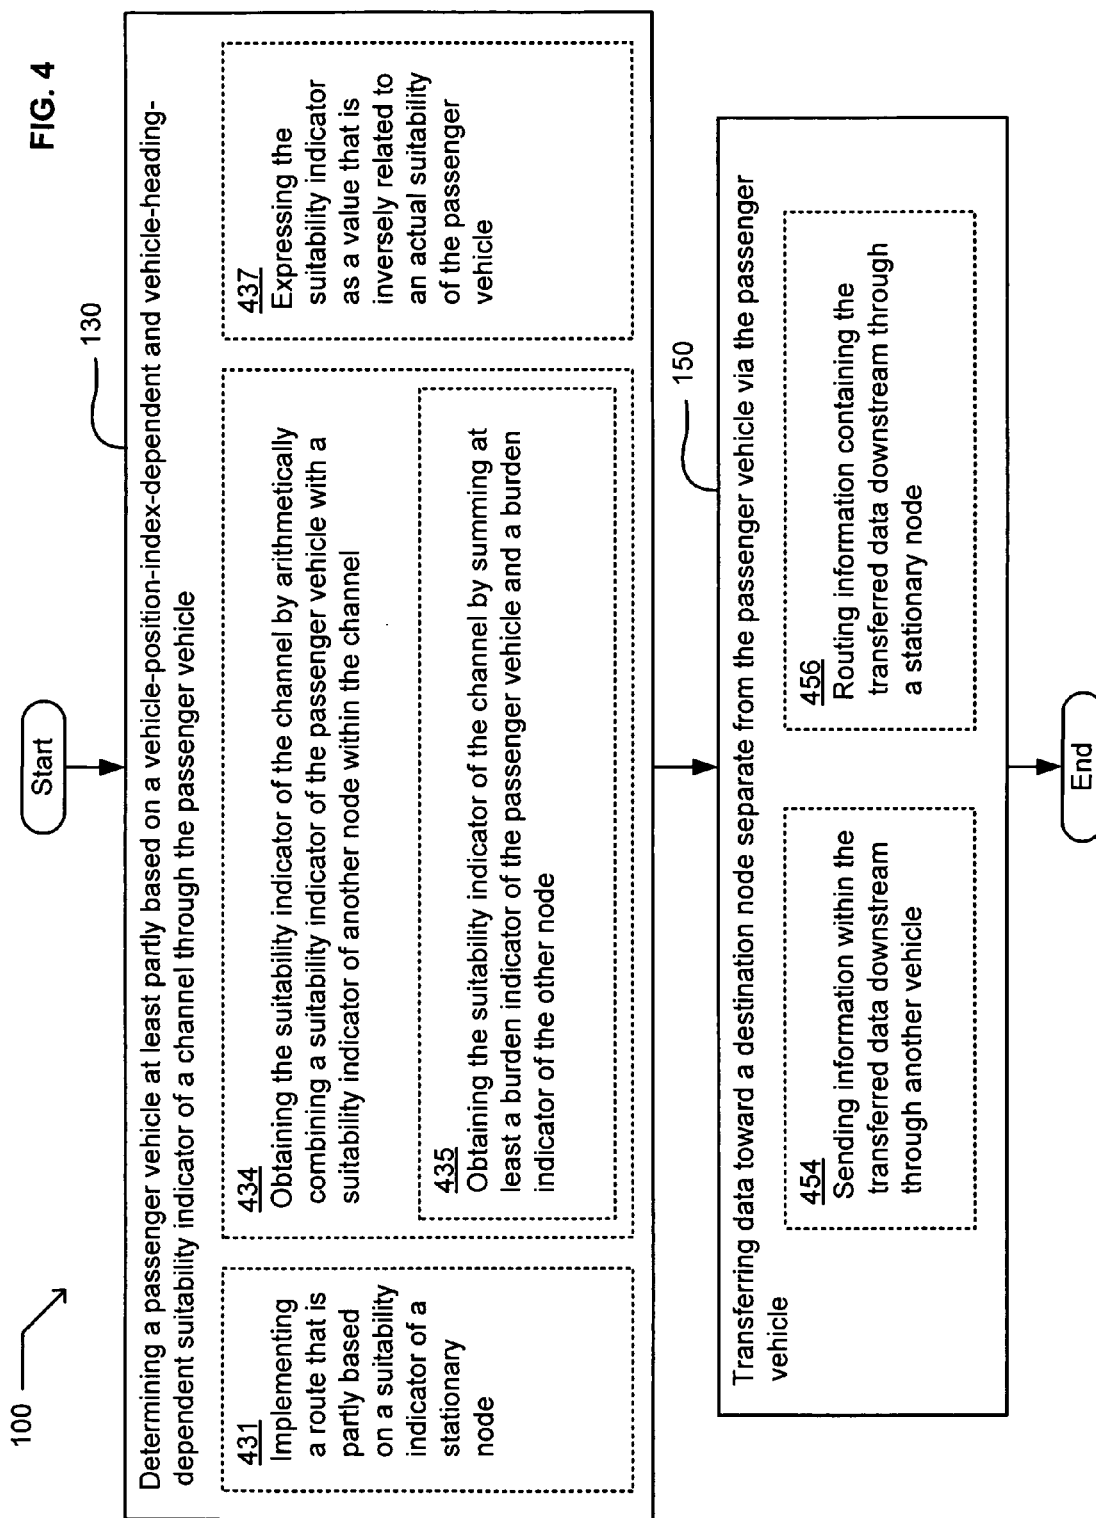 FIG. 4
100
Start
130
Determining a passenger vehicle at least partly based on a vehicle-position-index-dependent and vehicle-heading-
dependent suitability indicator of a channel through the passenger vehicle
431
Implementing
a route that is
partly based
on a suitability
indicator of a
stationary
node
434
Obtaining the suitability indicator of the channel by arithmetically
combining a suitability indicator of the passenger vehicle with a
suitability indicator of another node within the channel
435
Obtaining the suitability indicator of the channel by summing at
least a burden indicator of the passenger vehicle and a burden
indicator of the other node
437
Expressing the
suitability indicator
as a value that is
inversely related to
an actual suitability
of the passenger
vehicle
150
Transferring data toward a destination node separate from the passenger vehicle via the passenger
vehicle
454
Sending information within the
transferred data downstream
through another vehicle
456
Routing information containing the
transferred data downstream through
a stationary node
End